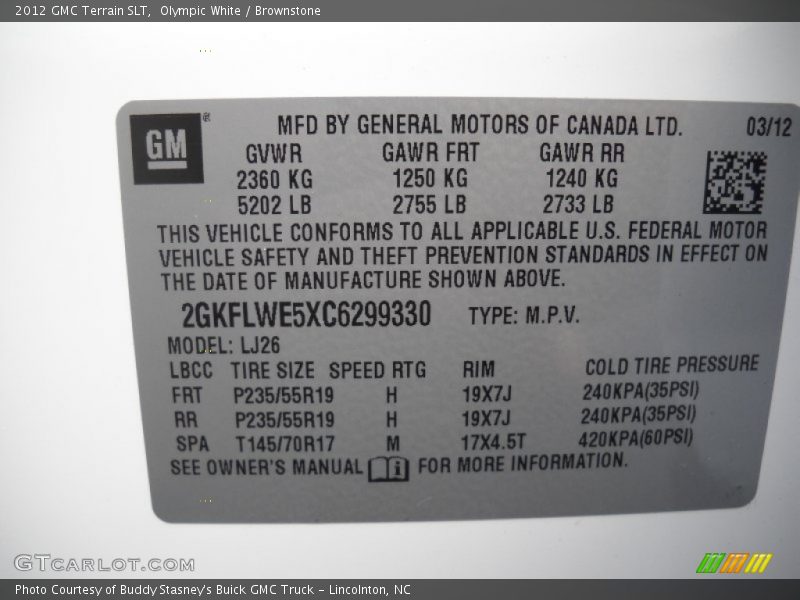 2012 GMC Terrain SLT,  Olympic White / Brownstone
GM ®
MFD BY GENERAL MOTORS OF CANADA LTD. 03/12
GVWR GAWR FRT GAWR RR
2360 KG 1250 KG 1240 KG
5202 LB 2755 LB 2733 LB
THIS VEHICLE CONFORMS TO ALL APPLICABLE U.S. FEDERAL MOTOR
VEHICLE SAFETY AND THEFT PREVENTION STANDARDS IN EFFECT ON
THE DATE OF MANUFACTURE SHOWN ABOVE.
2GKFLWE5XC6299330 TYPE: M.P.V.
MODEL: LJ26
LBCC TIRE SIZE SPEED RTG RIM COLD TIRE PRESSURE
FRT P235/55R19 H 19X7J 240KPA(35PSI)
RR P235/55R19 H 19X7J 240KPA(35PSI)
SPA T145/70R17 M 17X4.5T 420KPA(60PSI)
SEE OWNER'S MANUAL i FOR MORE INFORMATION.
GTCARLOT.COM
Photo Courtesy of Buddy Stasney's Buick GMC Truck - Lincolnton, NC